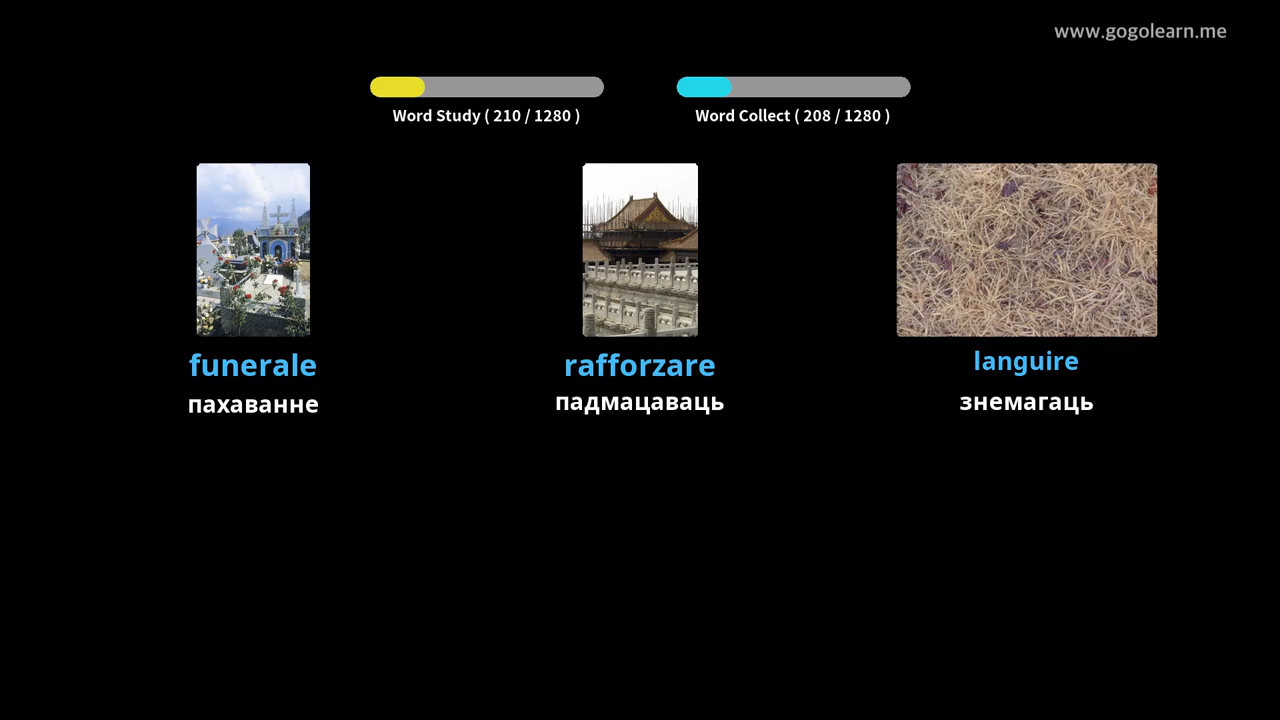 www.gogolearn.me
Word Study ( 210 / 1280 )
Word Collect ( 208 / 1280 )
funerale
пахаванне
rafforzare
падмацаваць
languire
знемагаць